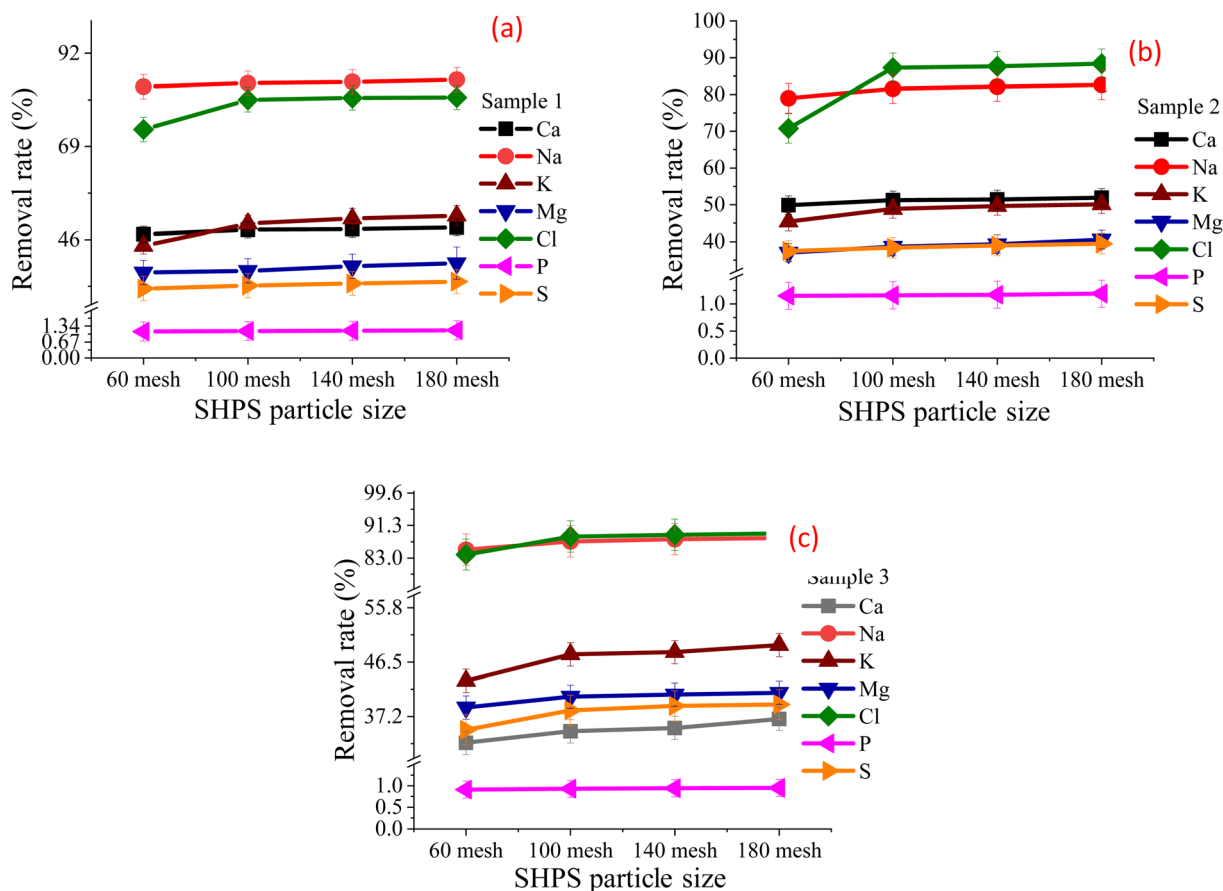 (a)
92
69
46
1.34
0.67
0.00
Removal rate (%)
60 mesh 100 mesh 140 mesh 180 mesh
SHPS particle size
Sample 1
Ca
Na
K
Mg
Cl
P
S
(b)
100
90
80
70
60
50
40
1.0
0.5
0.0
Removal rate (%)
60 mesh 100 mesh 140 mesh 180 mesh
SHPS particle size
Sample 2
Ca
Na
K
Mg
Cl
P
S
(c)
99.6
91.3
83.0
55.8
46.5
37.2
1.0
0.5
0.0
Removal rate (%)
60 mesh 100 mesh 140 mesh 180 mesh
SHPS particle size
Sample 3
Ca
Na
K
Mg
Cl
P
S